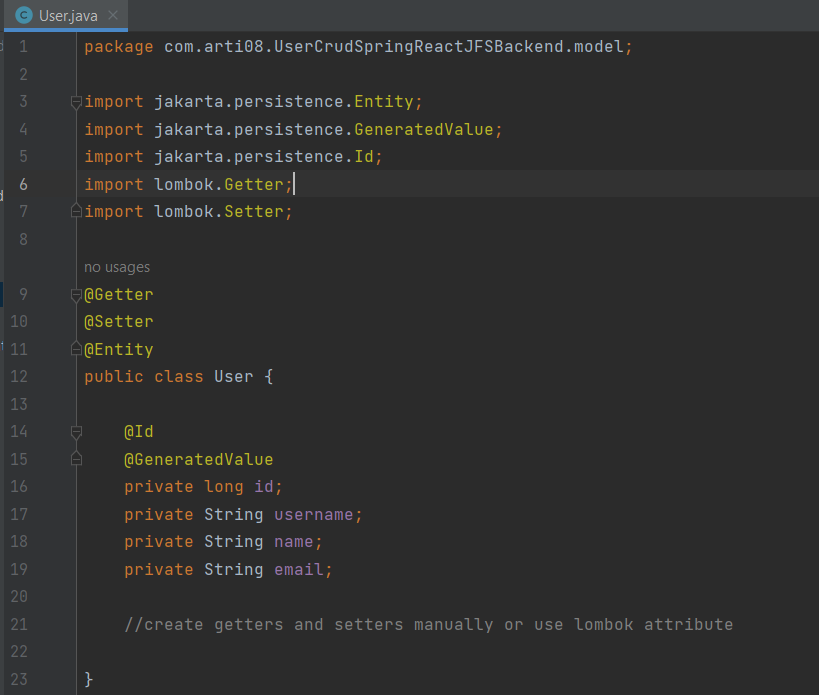 User.java
1 package com.arti08.UserCrudSpringReactJFSBackend.model;
2
3 import jakarta.persistence.Entity;
4 import jakarta.persistence.GeneratedValue;
5 import jakarta.persistence.Id;
6 import lombok.Getter;
7 import lombok.Setter;
8
no usages
9 @Getter
10 @Setter
11 @Entity
12 public class User {
13
14 @Id
15 @GeneratedValue
16 private long id;
17 private String username;
18 private String name;
19 private String email;
20
21 //create getters and setters manually or use lombok attribute
22
23 }